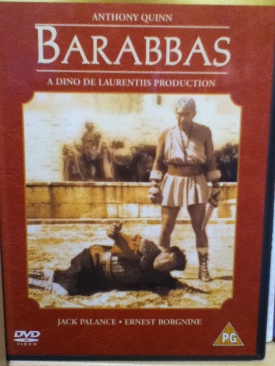 ANTHONY QUINN
BARABBAS
A DINO DE LAURENTIIS PRODUCTION
JACK PALANCE • ERNEST BORGNINE
DVD
VIDEO
PG